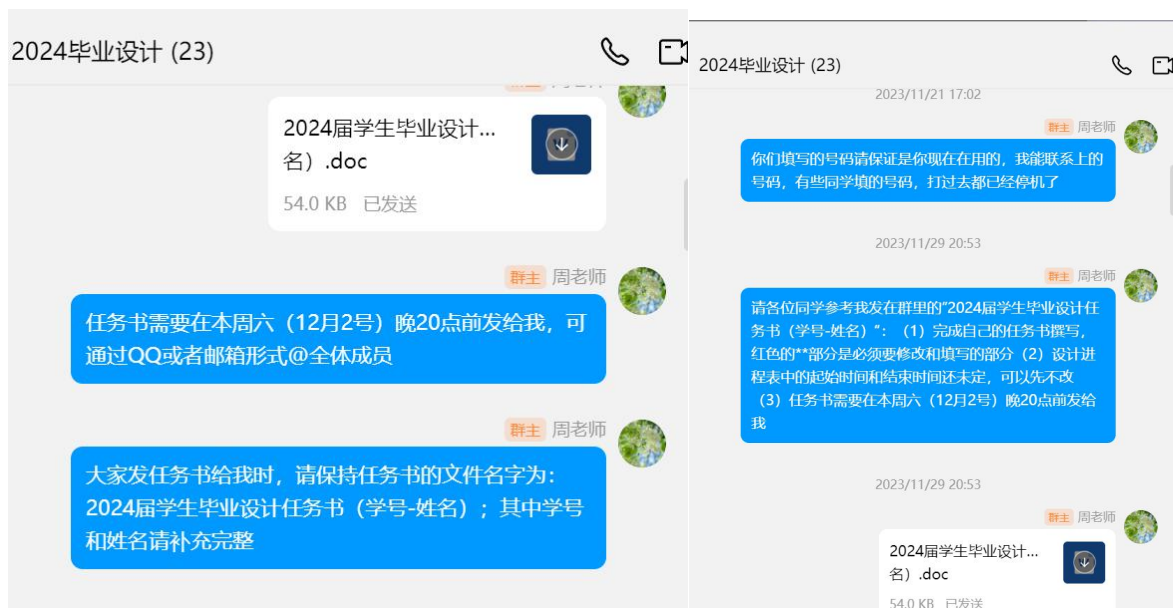 2024毕业设计 (23)
群主 周老师
2024届学生毕业设计...
名）.doc
54.0 KB 已发送
群主 周老师
任务书需要在本周六（12月2号）晚20点前发给我，可
通过QQ或者邮箱形式@全体成员
群主 周老师
大家发任务书给我时，请保持任务书的文件名字为：
2024届学生毕业设计任务书（学号-姓名）；其中学号
和姓名请补充完整
2024毕业设计 (23)
2023/11/21 17:02
群主 周老师
你们填写的号码请保证是你现在在用的，我能联系上的
号码，有些同学填的号码，打过去都已经停机了
2023/11/29 20:53
群主 周老师
请各位同学参考我发在群里的"2024届学生毕业设计任
务书（学号-姓名）"：（1）完成自己的任务书撰写，
红色的**部分是必须要修改和填写的部分（2）设计进
程表中的起始时间和结束时间还未定，可以先不改
（3）任务书需要在本周六（12月2号）晚20点前发给
我
2023/11/29 20:53
群主 周老师
2024届学生毕业设计...
名）.doc
54.0 KB 已发送